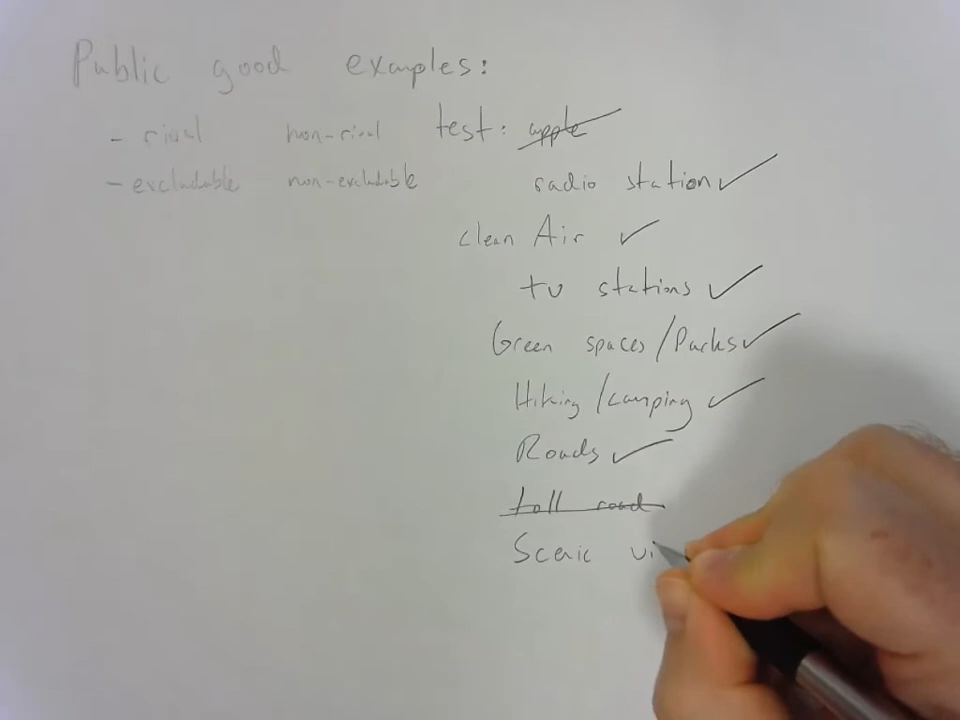 Public good examples:
- rival non-rival test: apple
- excludable non-excludable radio station ✓
clean Air ✓
tv stations ✓
Green spaces/Parks ✓
Hiking/camping ✓
Roads ✓
toll road
Scenic vi